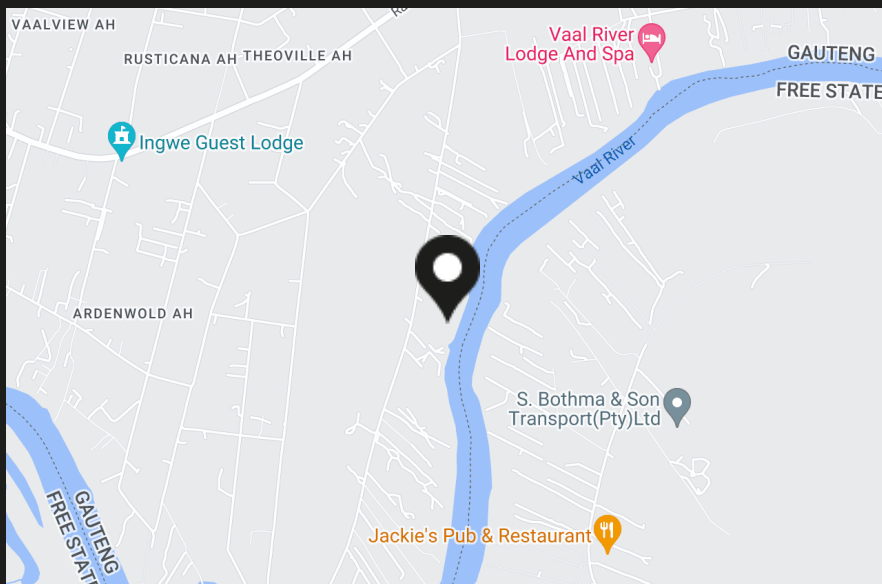 VAALVIEW AH
RUSTICANA AH
THEOVILLE AH
Vaal River
Lodge And Spa
GAUTENG
FREE STATE
Ingwe Guest Lodge
Vaal River
ARDENWOLD AH
S. Bothma & Son
Transport(Pty)Ltd
GAUTENG
FREE STATE
Jackie's Pub & Restaurant